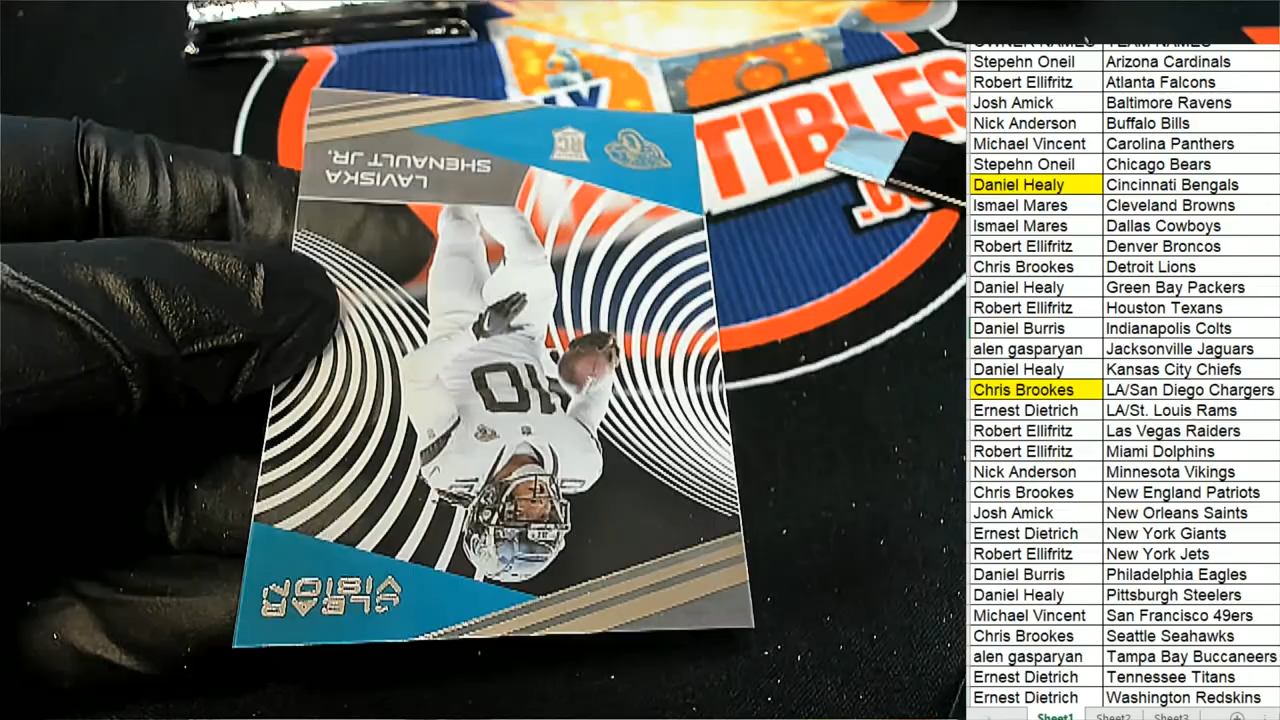 TIBLES
LAVISKA
SHENAULT JR.
RC
10
CLEAR
VISION
OWNER NAMES TEAM NAMES
Stepehn Oneil Arizona Cardinals
Robert Ellifritz Atlanta Falcons
Josh Amick Baltimore Ravens
Nick Anderson Buffalo Bills
Michael Vincent Carolina Panthers
Stepehn Oneil Chicago Bears
Daniel Healy Cincinnati Bengals
Ismael Mares Cleveland Browns
Ismael Mares Dallas Cowboys
Robert Ellifritz Denver Broncos
Chris Brookes Detroit Lions
Daniel Healy Green Bay Packers
Robert Ellifritz Houston Texans
Daniel Burris Indianapolis Colts
alen gasparyan Jacksonville Jaguars
Daniel Healy Kansas City Chiefs
Chris Brookes LA/San Diego Chargers
Ernest Dietrich LA/St. Louis Rams
Robert Ellifritz Las Vegas Raiders
Robert Ellifritz Miami Dolphins
Nick Anderson Minnesota Vikings
Chris Brookes New England Patriots
Josh Amick New Orleans Saints
Ernest Dietrich New York Giants
Robert Ellifritz New York Jets
Daniel Burris Philadelphia Eagles
Daniel Healy Pittsburgh Steelers
Michael Vincent San Francisco 49ers
Chris Brookes Seattle Seahawks
alen gasparyan Tampa Bay Buccaneers
Ernest Dietrich Tennessee Titans
Ernest Dietrich Washington Redskins
Sheet1 Sheet2 Sheet3